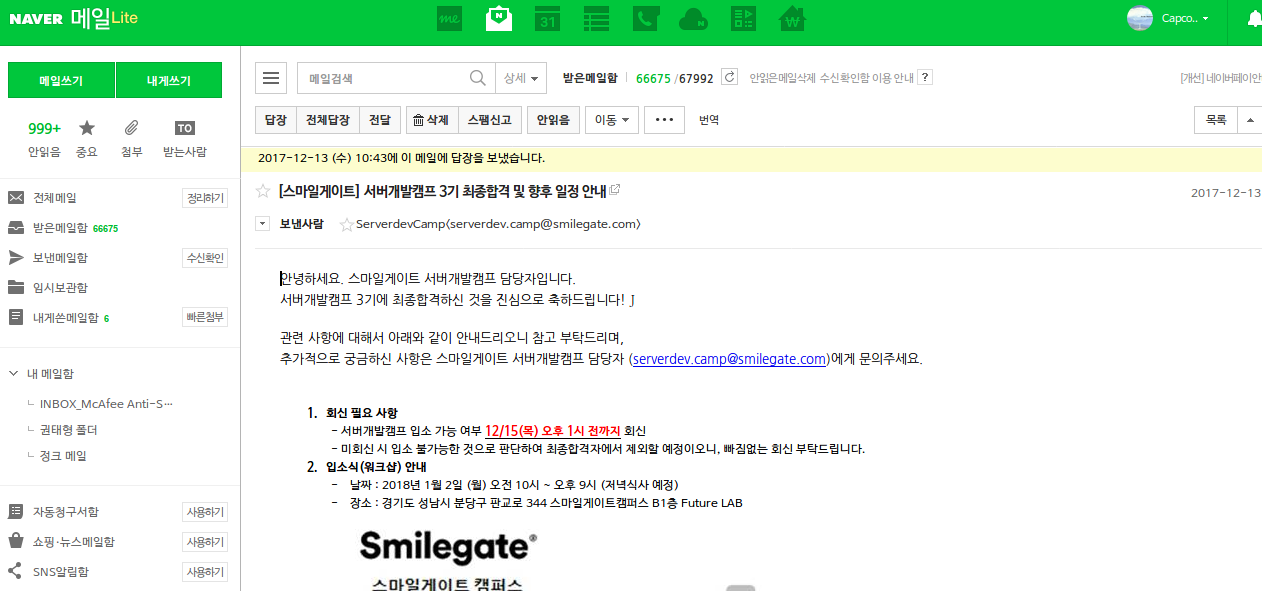 NAVER 메일Lite
me N 31 N ₩
Capco..
메일쓰기 내게쓰기
999+ TO
안읽음 중요 첨부 받는사람
전체메일 정리하기
받은메일함 66675
보낸메일함 수신확인
임시보관함
내게쓴메일함 6 빠른첨부
내 메일함
INBOX_McAfee Anti-S…
권태형 폴더
정크 메일
자동청구서함 사용하기
쇼핑·뉴스메일함 사용하기
SNS알림함 사용하기
메일검색 상세 받은메일함 66675/67992 안읽은메일삭제 수신확인함 이용 안내 ? [개선] 네이버페이안
답장 전체답장 전달 삭제 스팸신고 안읽음 이동 ••• 번역 목록
2017-12-13 (수) 10:43에 이 메일에 답장을 보냈습니다.
[스마일게이트] 서버개발캠프 3기 최종합격 및 향후 일정 안내 2017-12-13
보낸사람 ServerdevCamp(serverdev.camp@smilegate.com)
안녕하세요. 스마일게이트 서버개발캠프 담당자입니다.
서버개발캠프 3기에 최종합격하신 것을 진심으로 축하드립니다! J
관련 사항에 대해서 아래와 같이 안내드리오니 참고 부탁드리며,
추가적으로 궁금하신 사항은 스마일게이트 서버개발캠프 담당자 (serverdev.camp@smilegate.com)에게 문의주세요.
1. 회신 필요 사항
- 서버개발캠프 입소 가능 여부 12/15(목) 오후 1시 전까지 회신
- 미회신 시 입소 불가능한 것으로 판단하여 최종합격자에서 제외할 예정이오니, 빠짐없는 회신 부탁드립니다.
2. 입소식(워크샵) 안내
- 날짜 : 2018년 1월 2일 (월) 오전 10시 ~ 오후 9시 (저녁식사 예정)
- 장소 : 경기도 성남시 분당구 판교로 344 스마일게이트캠퍼스 B1층 Future LAB
Smilegate®
스마일게이트 캠퍼스